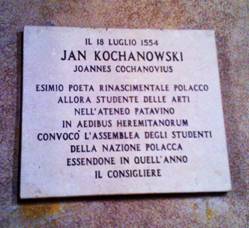 IL 18 LUGLIO 1554
JAN KOCHANOWSKI
JOANNES COCHANOVIUS
ESIMIO POETA RINASCIMENTALE POLACCO
ALLORA STUDENTE DELLE ARTI
NELL'ATENEO PATAVINO
IN AEDIBUS HEREMITANORUM
CONVOCÒ L'ASSEMBLEA DEGLI STUDENTI
DELLA NAZIONE POLACCA
ESSENDONE IN QUELL'ANNO
IL CONSIGLIERE